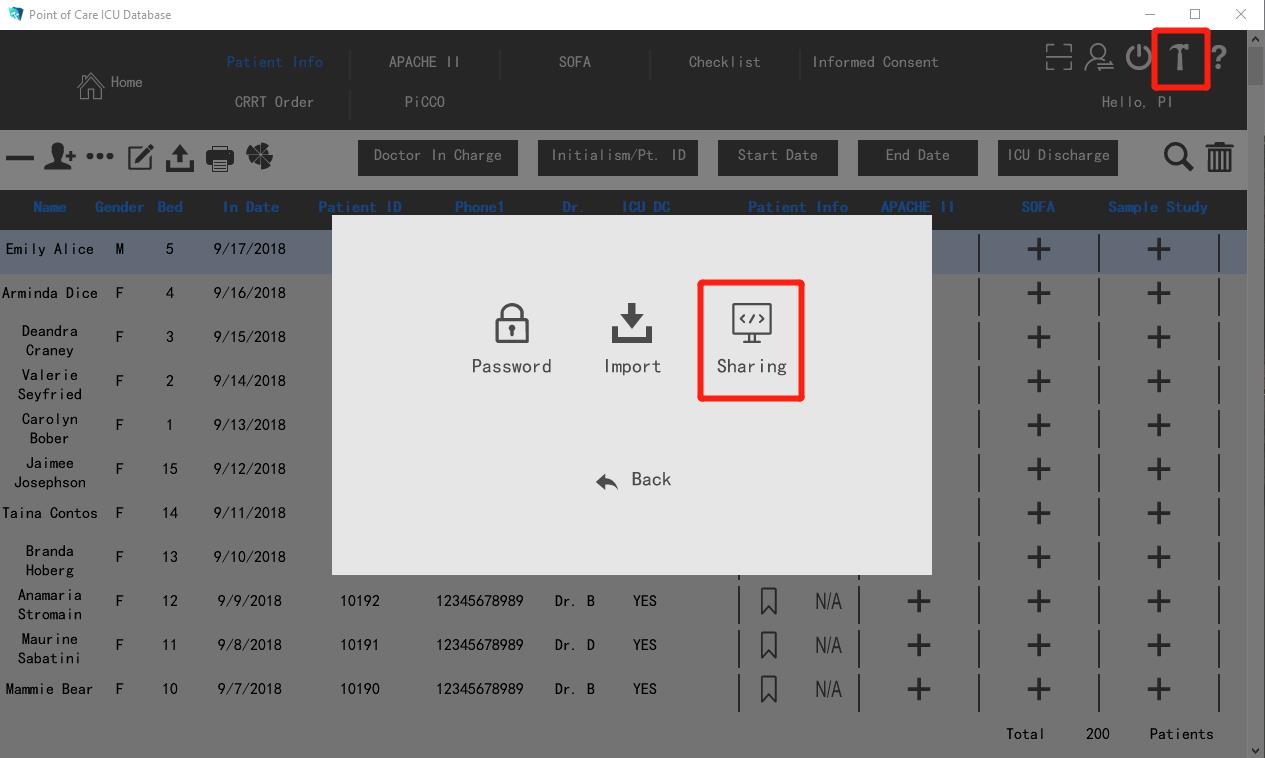 Point of Care ICU Database
Home
Patient Info
APACHE II
SOFA
Checklist
Informed Consent
CRRT Order
PiCCO
?
Hello, PI
Doctor In Charge
Initialism/Pt. ID
Start Date
End Date
ICU Discharge
Name Gender Bed In Date Patient ID Phone1 Dr. ICU DC Patient Info APACHE II SOFA Sample Study
Emily Alice M 5 9/17/2018
Arminda Dice F 4 9/16/2018
Deandra
Craney F 3 9/15/2018
Valerie
Seyfried F 2 9/14/2018
Carolyn
Bober F 1 9/13/2018
Jaimee
Josephson F 15 9/12/2018
Taina Contos F 14 9/11/2018
Branda
Hoberg F 13 9/10/2018
Anamaria
Stromain F 12 9/9/2018 10192 12345678989 Dr. B YES N/A
Maurine
Sabatini F 11 9/8/2018 10191 12345678989 Dr. D YES N/A
Mammie Bear F 10 9/7/2018 10190 12345678989 Dr. B YES N/A
Total 200 Patients
Password
Import
</>
Sharing
Back